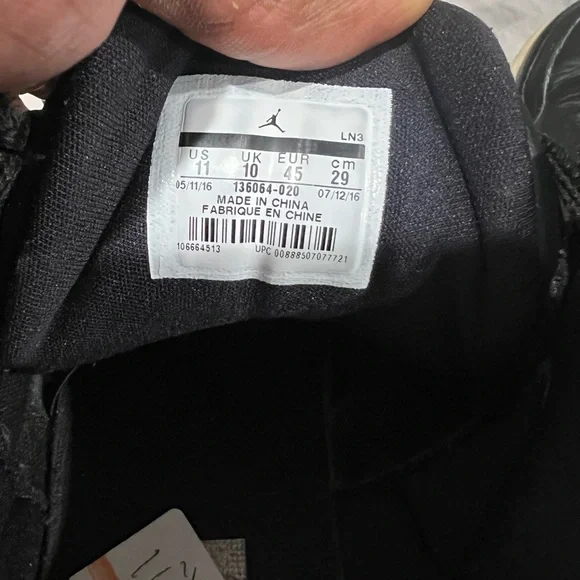 LN3
US UK EUR cm
11 10 45 29
05/11/16 136064-020 07/12/16
MADE IN CHINA
FABRIQUE EN CHINE
106664513 UPC 00888507077721